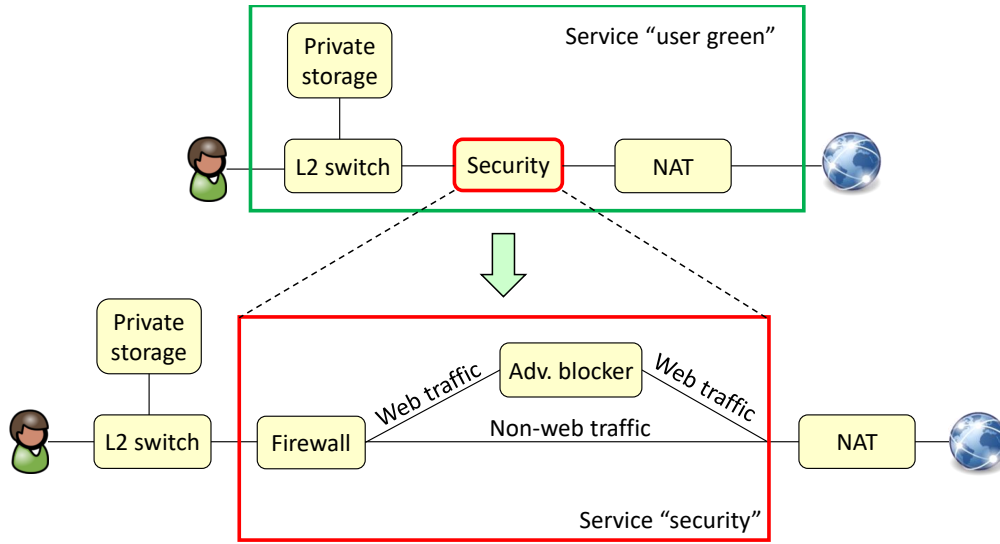 Service “user green”
Private
storage
L2 switch
Security
NAT
Private
storage
Adv. blocker
Web traffic
Web traffic
L2 switch
Firewall
Non-web traffic
NAT
Service “security”